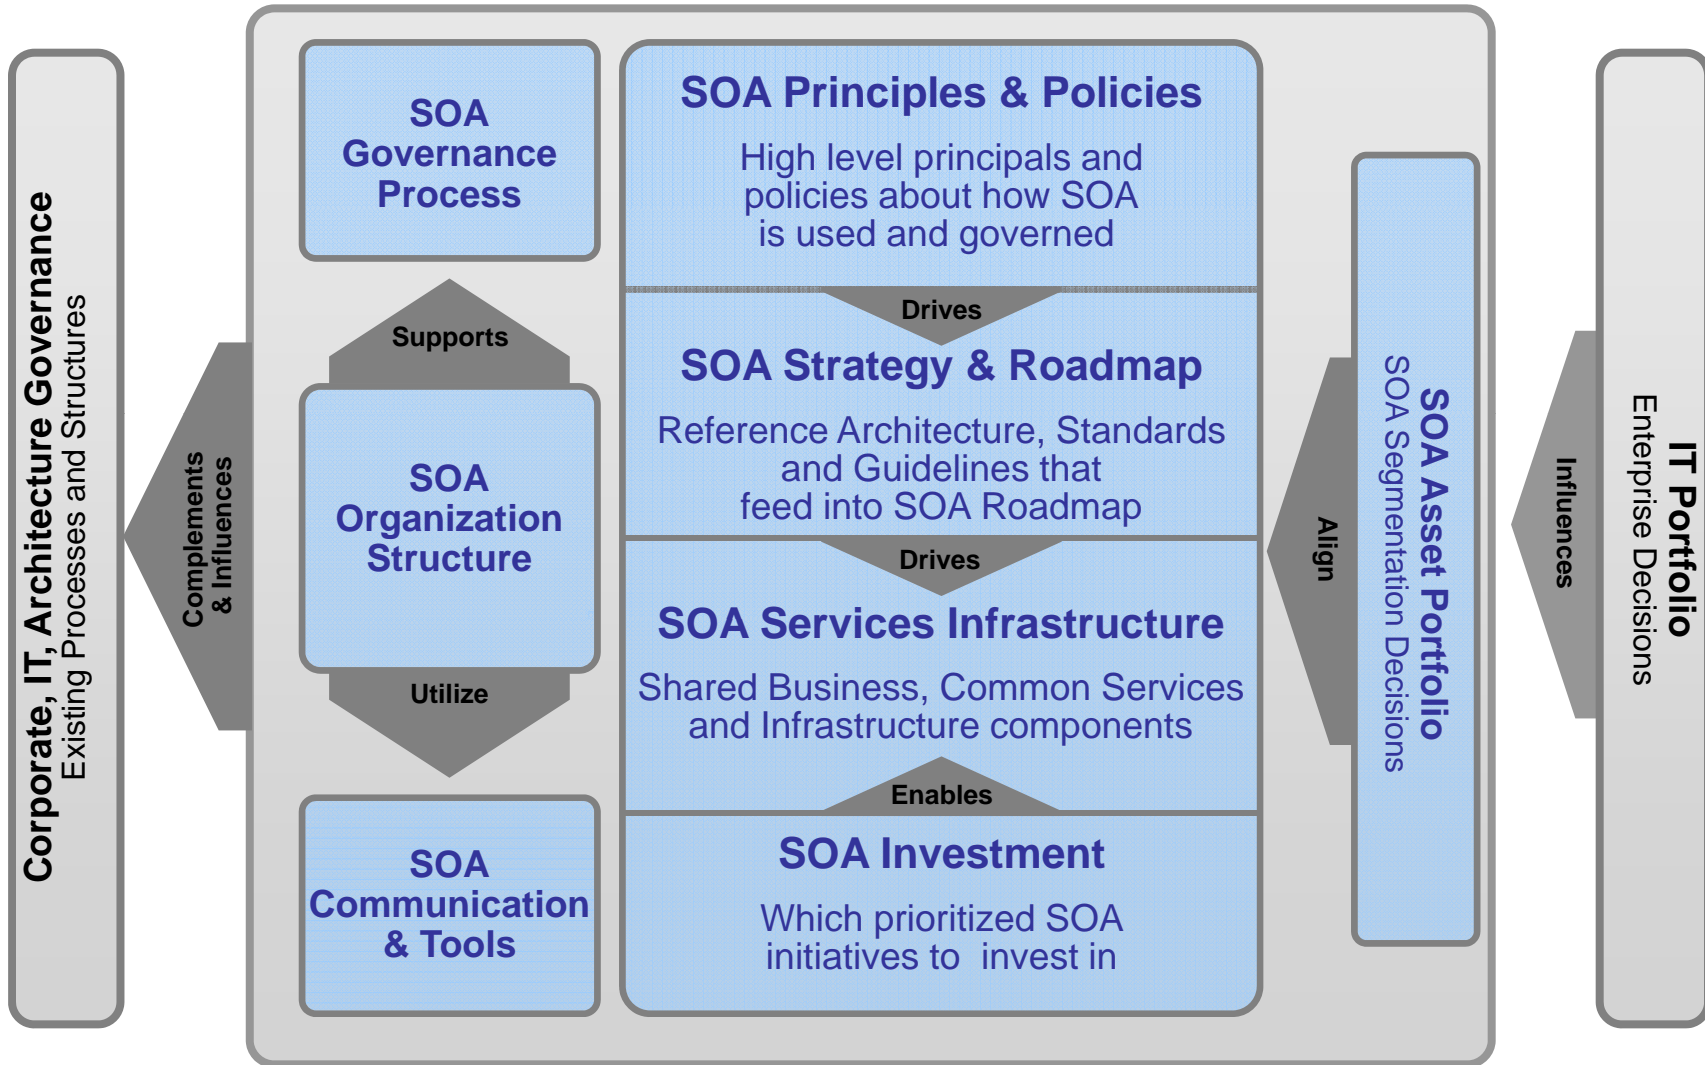 Corporate, IT, Architecture Governance
Existing Processes and Structures
Complements
& Influences
SOA
Governance
Process
Supports
SOA
Organization
Structure
Utilize
SOA
Communication
& Tools
SOA Principles & Policies
High level principals and
policies about how SOA
is used and governed
Drives
SOA Strategy & Roadmap
Reference Architecture, Standards
and Guidelines that
feed into SOA Roadmap
Drives
SOA Services Infrastructure
Shared Business, Common Services
and Infrastructure components
Enables
SOA Investment
Which prioritized SOA
initiatives to invest in
Align
SOA Asset Portfolio
SOA Segmentation Decisions
Influences
IT Portfolio
Enterprise Decisions